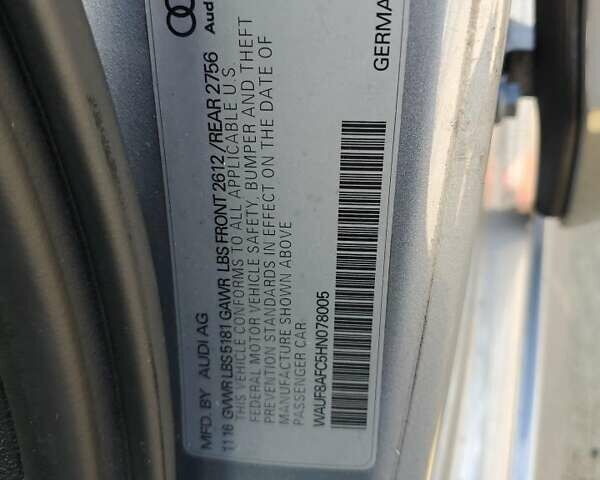 Aud
GERMA
MFD. BY AUDI AG
11 16 GVWR LBS 5181 GAWR LBS FRONT 2612 / REAR 2756
THIS VEHICLE CONFORMS TO ALL APPLICABLE U.S.
FEDERAL MOTOR VEHICLE SAFETY, BUMPER AND THEFT
PREVENTION STANDARDS IN EFFECT ON THE DATE OF
MANUFACTURE SHOWN ABOVE
PASSENGER CAR
WAUF8AFC5HN078005